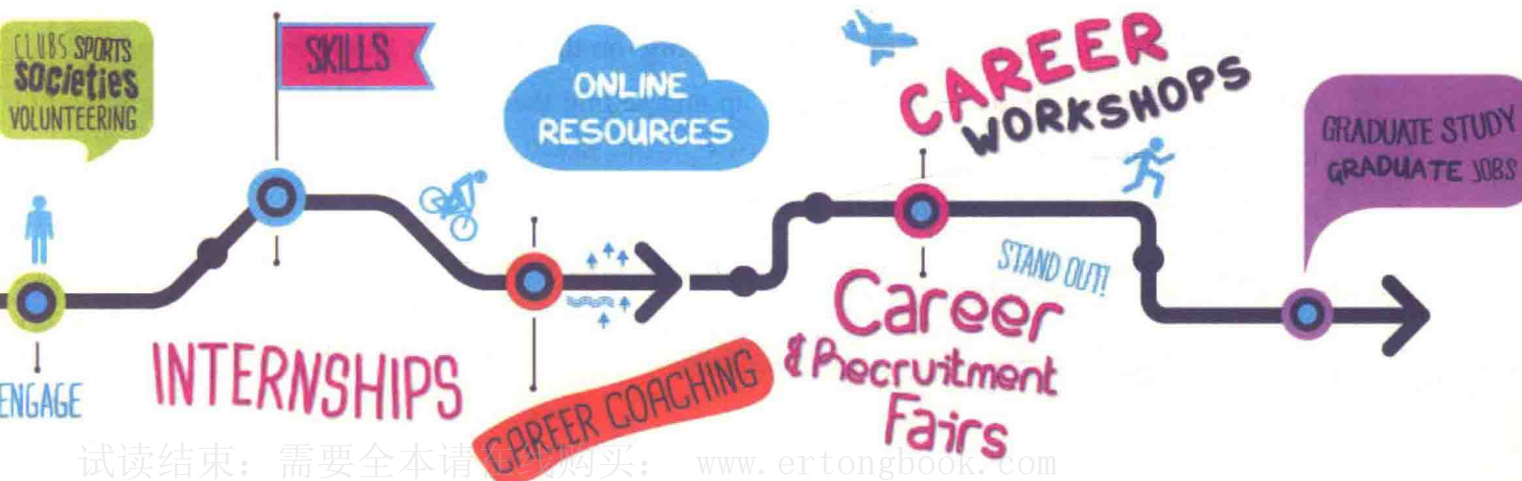 CLUBS SPORTS
societies
VOLUNTEERING
ENGAGE
SKILLS
INTERNSHIPS
ONLINE
RESOURCES
CAREER COACHING
CAREER
WORKSHOPS
STAND OUT!
Career
& Recruitment
Fairs
GRADUATE STUDY
GRADUATE JOBS
试读结束：需要全本请在线购买： www.ertongbook.com